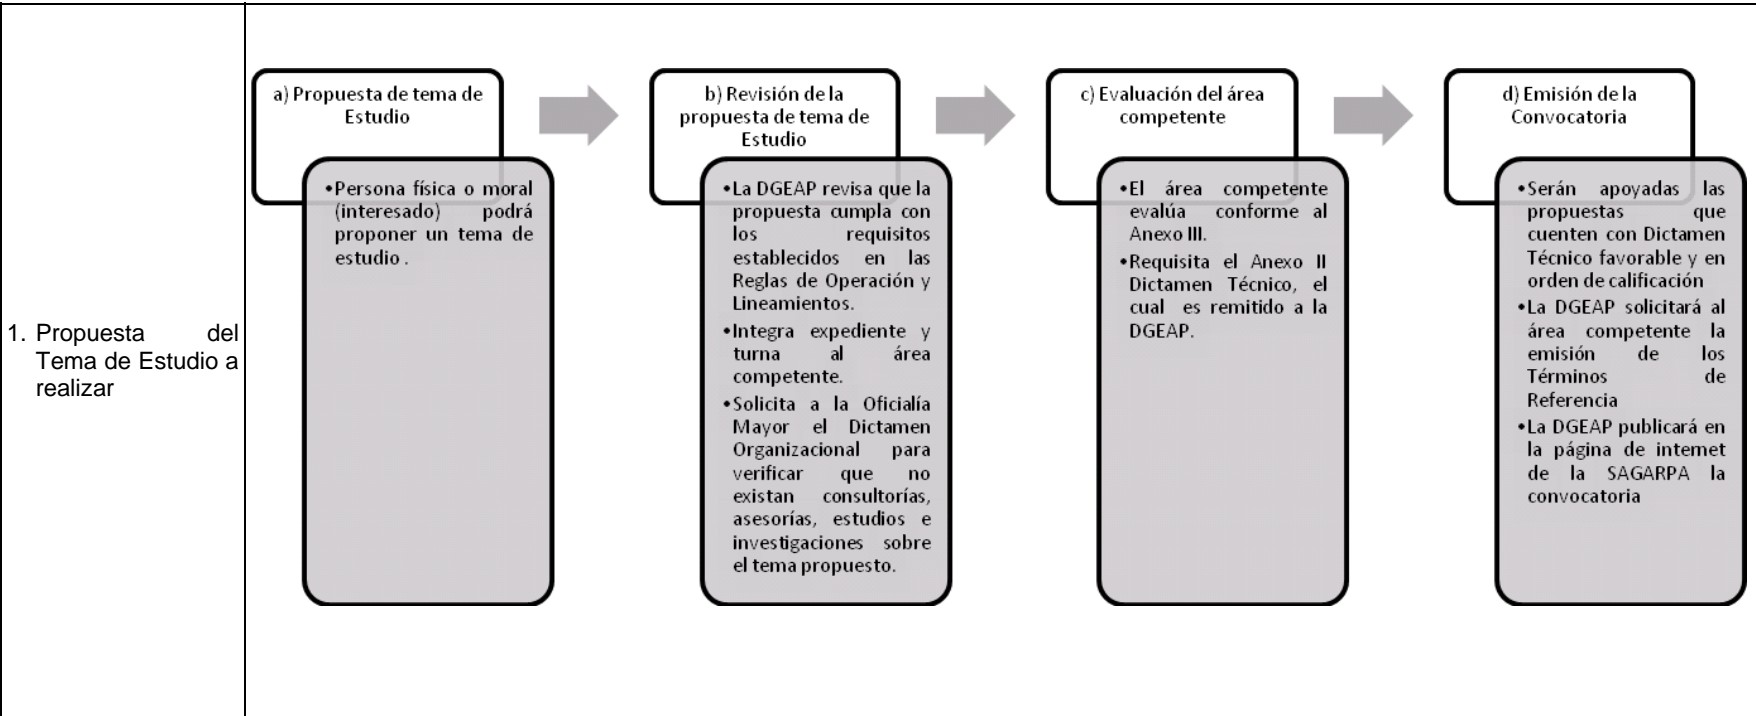 1. Propuesta del
Tema de Estudio a
realizar
a) Propuesta de tema de
Estudio
•Persona física o moral
(interesado) podrá
proponer un tema de
estudio .
b) Revisión de la
propuesta de tema de
Estudio
•La DGEAP revisa que la
propuesta cumpla con
los requisitos
establecidos en las
Reglas de Operación y
Lineamientos.
•Integra expediente y
turna al área
competente.
•Solicita a la Oficialía
Mayor el Dictamen
Organizacional para
verificar que no
existan consultorías,
asesorías, estudios e
investigaciones sobre
el tema propuesto.
c) Evaluación del área
competente
•El área competente
evalúa conforme al
Anexo III.
•Requisita el Anexo II
Dictamen Técnico, el
cual es remitido a la
DGEAP.
d) Emisión de la
Convocatoria
•Serán apoyadas las
propuestas que
cuenten con Dictamen
Técnico favorable y en
orden de calificación
•La DGEAP solicitará al
área competente la
emisión de los
Términos de
Referencia
•La DGEAP publicará en
la página de internet
de la SAGARPA la
convocatoria